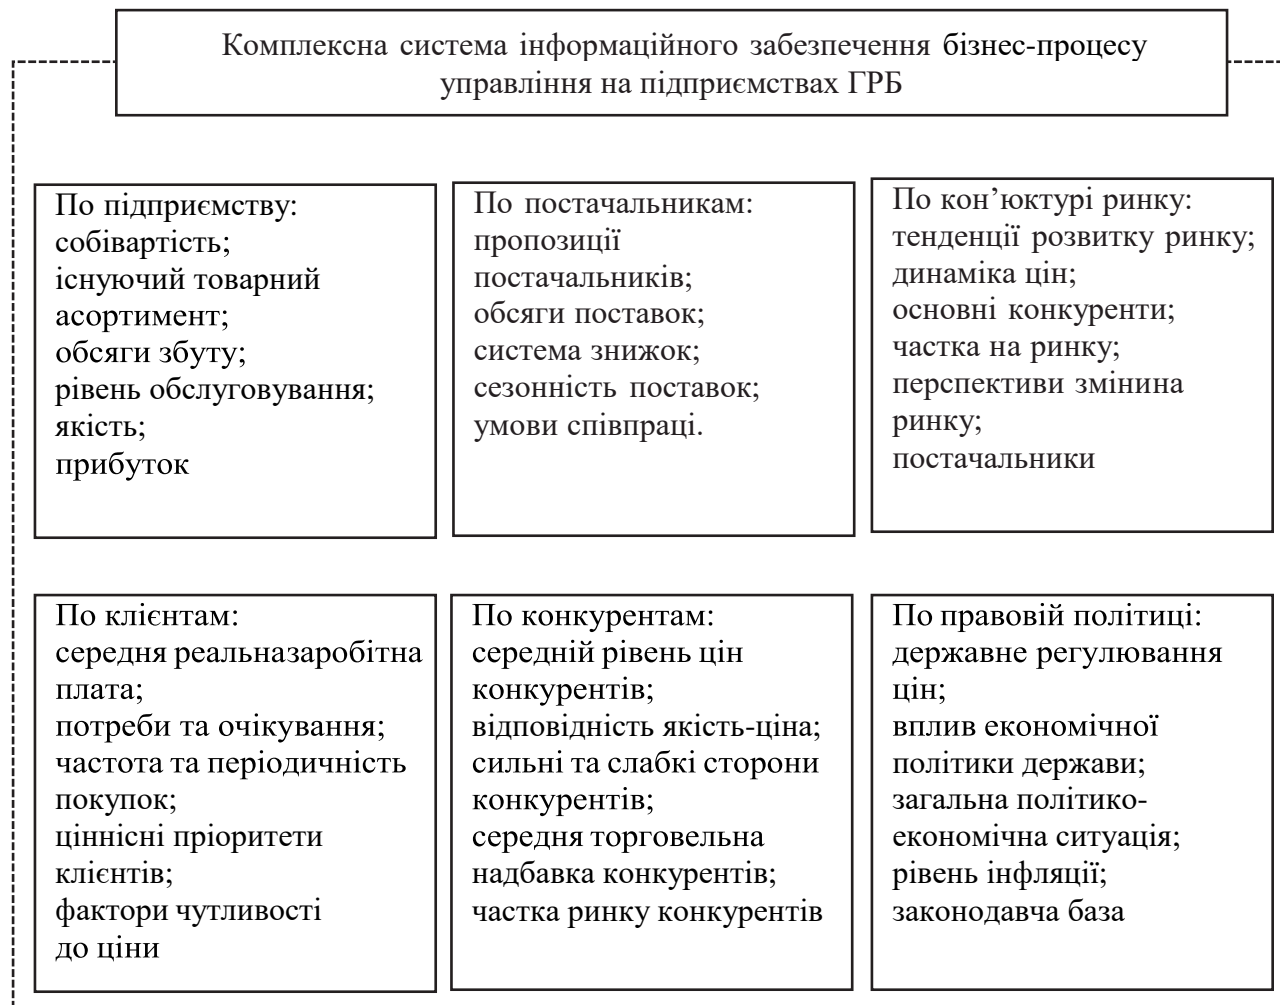 Комплексна система інформаційного забезпечення бізнес-процесу
управління на підприємствах ГРБ
По підприємству:
собівартість;
існуючий товарний
асортимент;
обсяги збуту;
рівень обслуговування;
якість;
прибуток
По постачальникам:
пропозиції
постачальників;
обсяги поставок;
система знижок;
сезонність поставок;
умови співпраці.
По кон’юктурі ринку:
тенденції розвитку ринку;
динаміка цін;
основні конкуренти;
частка на ринку;
перспективи змінина
ринку;
постачальники
По клієнтам:
середня реальназаробітна
плата;
потреби та очікування;
частота та періодичність
покупок;
ціннісні пріоритети
клієнтів;
фактори чутливості
до ціни
По конкурентам:
середній рівень цін
конкурентів;
відповідність якість-ціна;
сильні та слабкі сторони
конкурентів;
середня торговельна
надбавка конкурентів;
частка ринку конкурентів
По правовій політиці:
державне регулювання
цін;
вплив економічної
політики держави;
загальна політико-
економічна ситуація;
рівень інфляції;
законодавча база